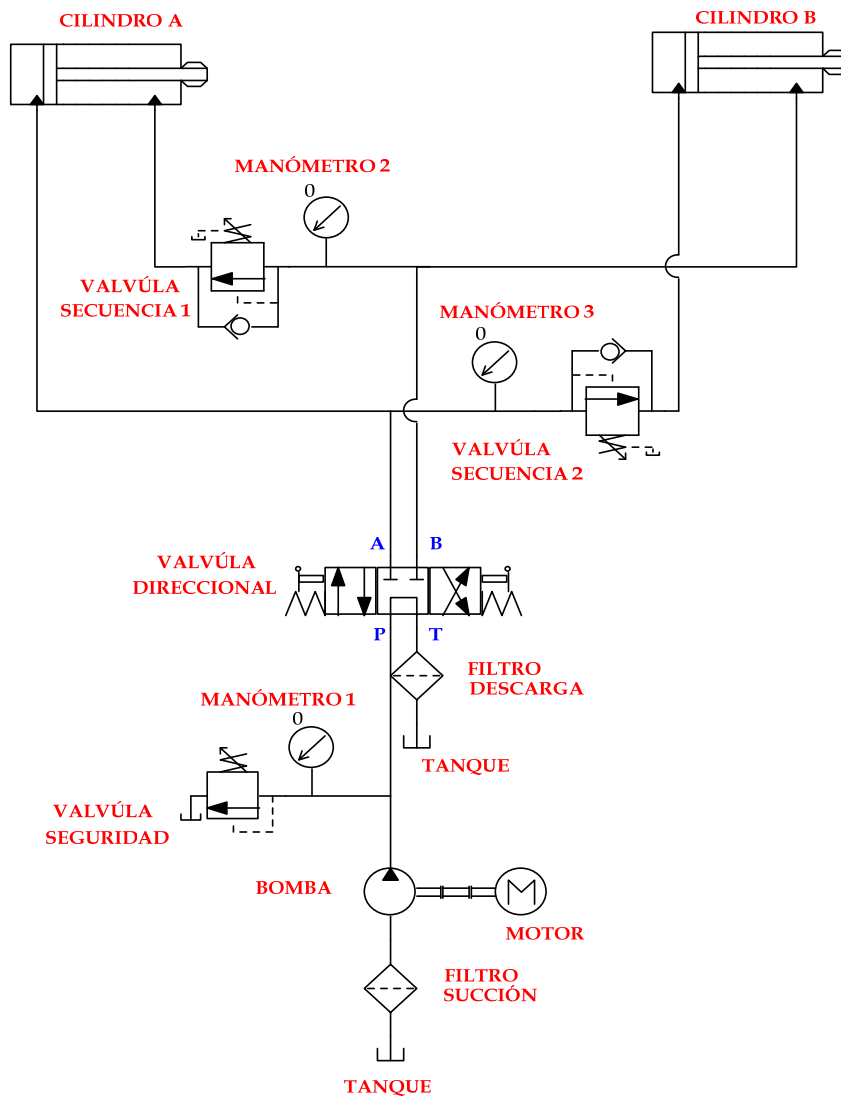 CILINDRO A
CILINDRO B
MANÓMETRO 2
0
VALVÚLA
SECUENCIA 1
MANÓMETRO 3
0
VALVÚLA
SECUENCIA 2
A
B
VALVÚLA
DIRECCIONAL
P
T
FILTRO
DESCARGA
MANÓMETRO 1
0
TANQUE
VALVÚLA
SEGURIDAD
BOMBA
M
MOTOR
FILTRO
SUCCIÓN
TANQUE